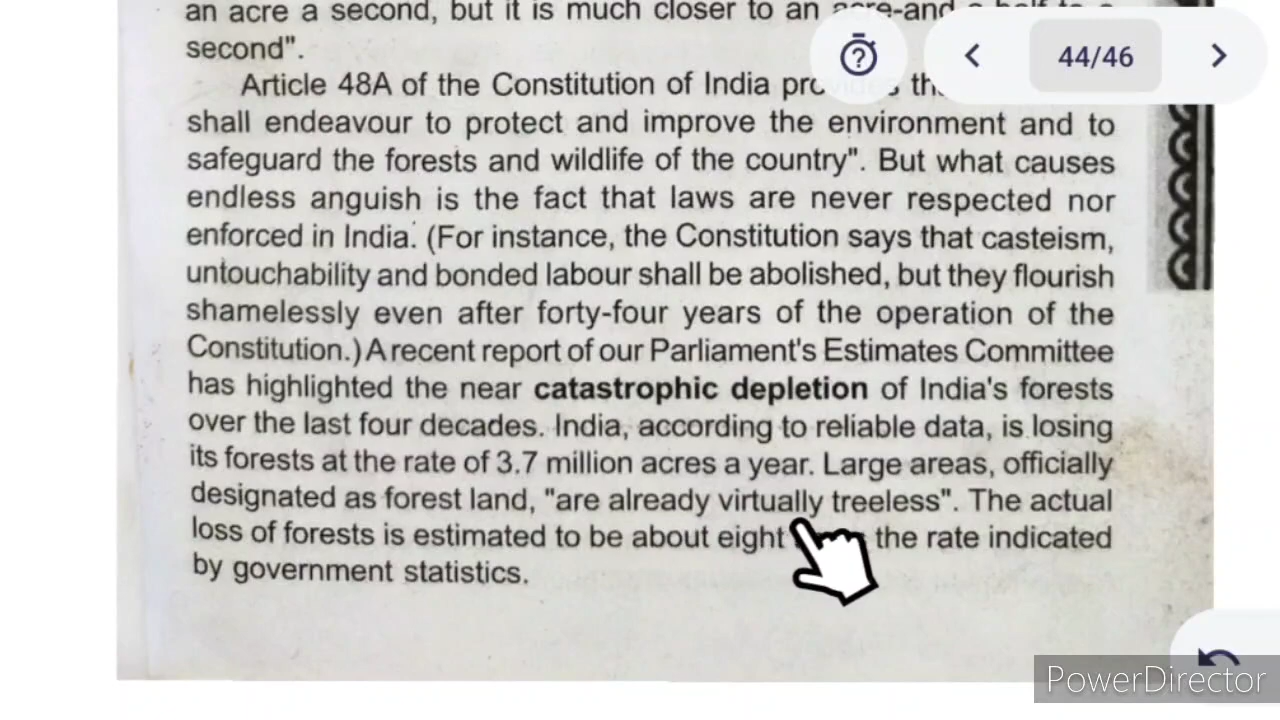 an acre a second, but it is much closer to an
second".
44/46
Article 48A of the Constitution of India
shall endeavour to protect and improve the environment and to
safeguard the forests and wildlife of the country". But what causes
endless anguish is the fact that laws are never respected nor
enforced in India. (For instance, the Constitution says that casteism,
untouchability and bonded labour shall be abolished, but they flourish
shamelessly even after forty-four years of the operation of the
Constitution.) A recent report of our Parliament's Estimates Committee
has highlighted the near catastrophic depletion of India's forests
over the last four decades. India, according to reliable data, is losing
its forests at the rate of 3.7 million acres a year. Large areas, officially
designated as forest land, "are already virtually treeless". The actual
loss of forests is estimated to be about eight the rate indicated
by government statistics.
PowerDirector